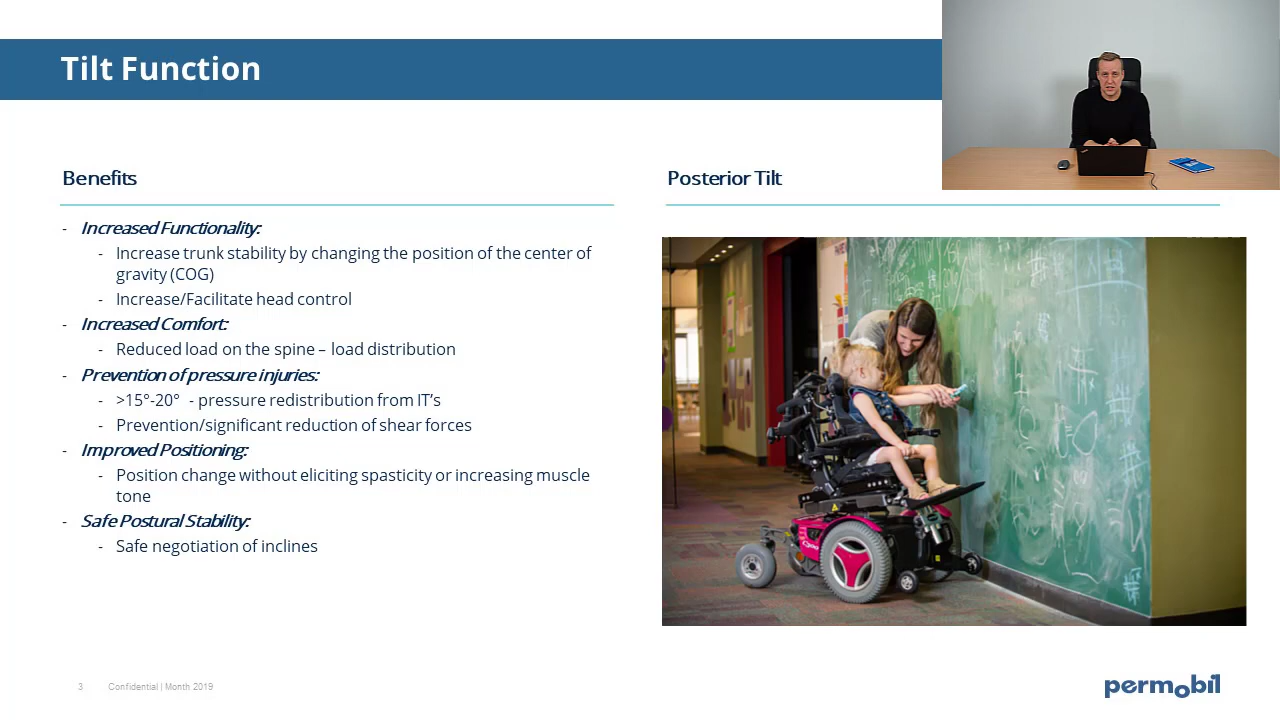 Tilt Function
Benefits
- Increased Functionality:
- Increase trunk stability by changing the position of the center of
gravity (COG)
- Increase/Facilitate head control
- Increased Comfort:
- Reduced load on the spine – load distribution
- Prevention of pressure injuries:
- >15°-20° - pressure redistribution from IT’s
- Prevention/significant reduction of shear forces
- Improved Positioning:
- Position change without eliciting spasticity or increasing muscle
tone
- Safe Postural Stability:
- Safe negotiation of inclines
Posterior Tilt
3 Confidential | Month 2019
permobil